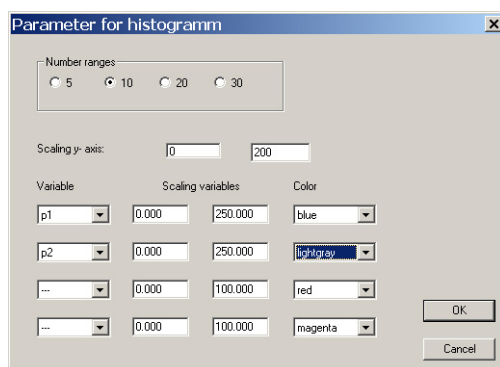 Parameter for histogramm
Number ranges
5 10 20 30
Scaling y- axis: 0 200
Variable Scaling variables Color
p1 0.000 250.000 blue
p2 0.000 250.000 lightgray
--- 0.000 100.000 red
--- 0.000 100.000 magenta
OK
Cancel